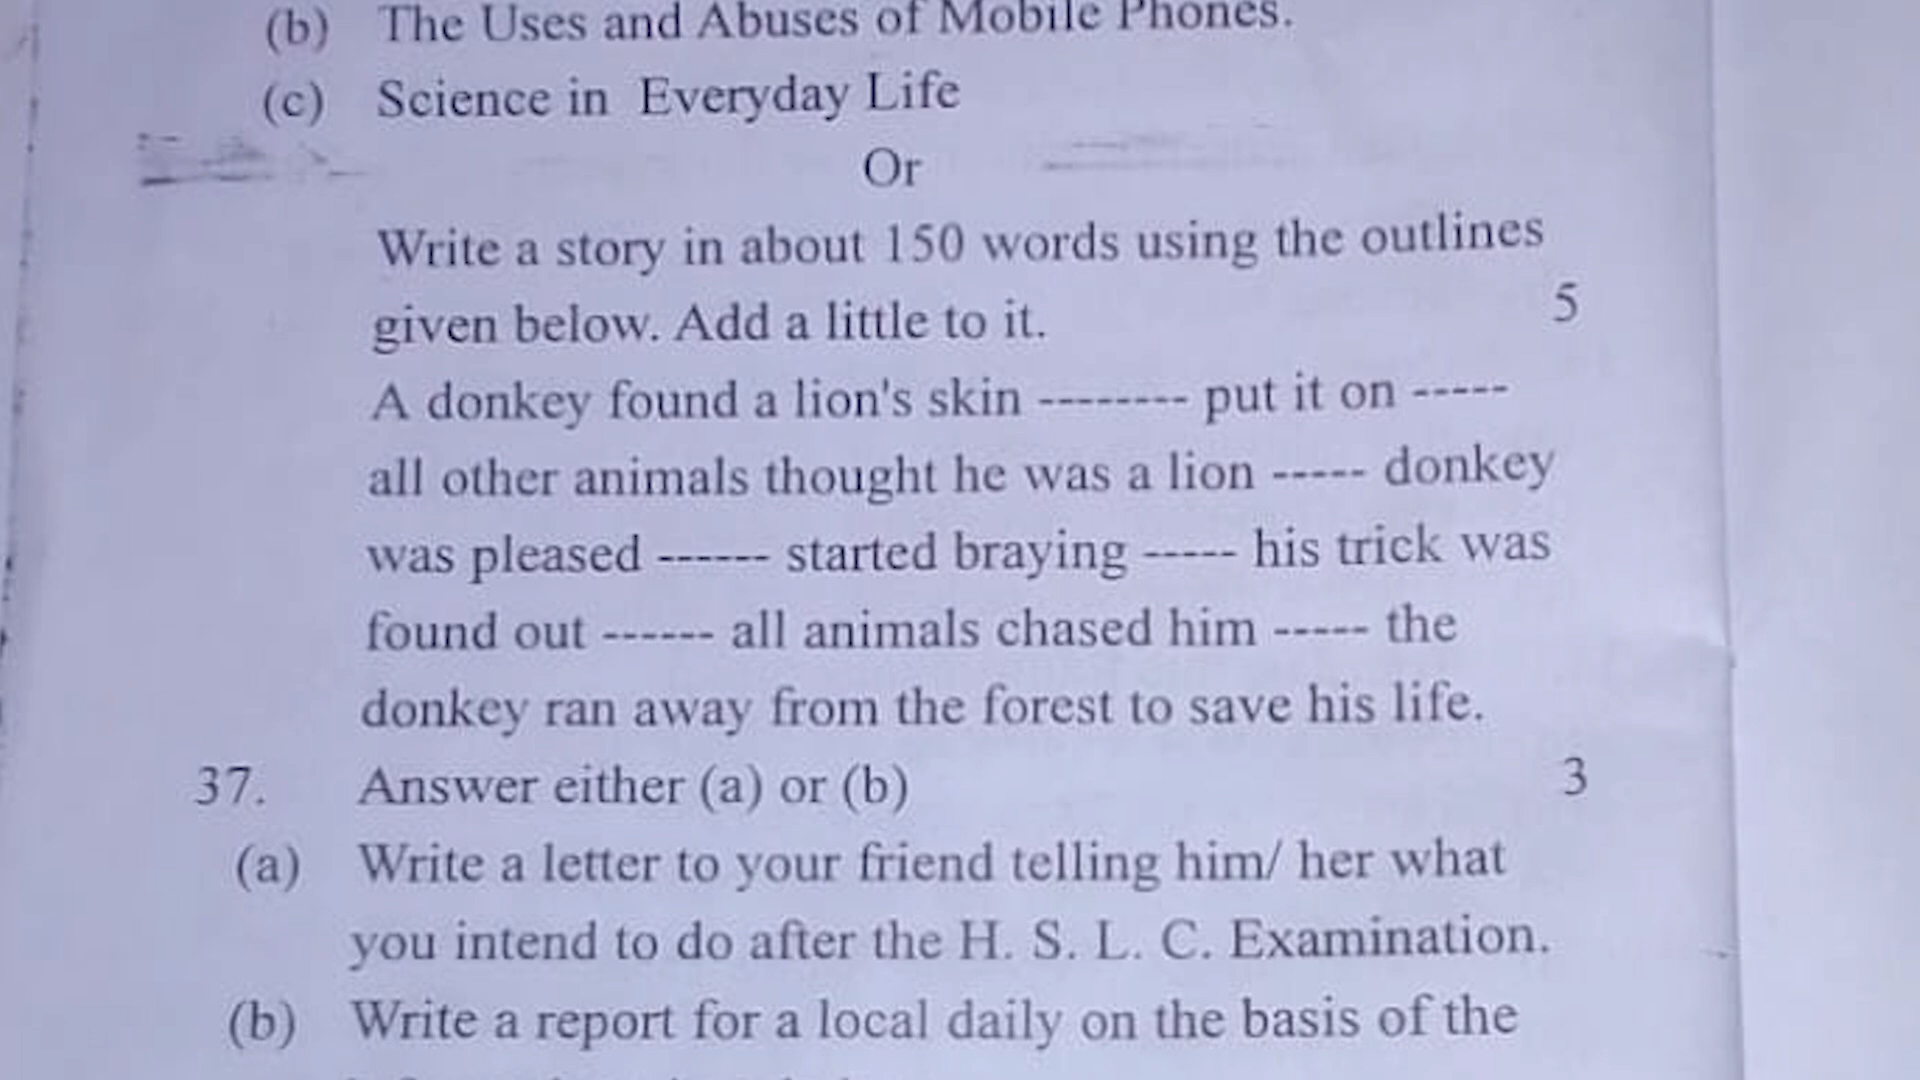 (b) The Uses and Abuses of Mobile Phones.
(c) Science in Everyday Life
Or
Write a story in about 150 words using the outlines
given below. Add a little to it. 5
A donkey found a lion's skin -------- put it on -----
all other animals thought he was a lion ----- donkey
was pleased ------ started braying ----- his trick was
found out ------ all animals chased him ----- the
donkey ran away from the forest to save his life.
37. Answer either (a) or (b) 3
(a) Write a letter to your friend telling him/ her what
you intend to do after the H. S. L. C. Examination.
(b) Write a report for a local daily on the basis of the